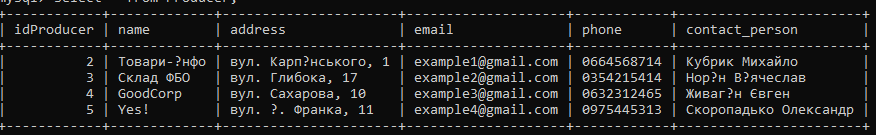 mysql> select * from Producer;
| idProducer | name | address | email | phone | contact_person |
| 2 | Товари-?нфо | вул. Карп?нського, 1 | example1@gmail.com | 0664568714 | Кубрик Михайло |
| 3 | Склад ФБО | вул. Глибока, 17 | example2@gmail.com | 0354215414 | Нор?н В?ячеслав |
| 4 | GoodCorp | вул. Сахарова, 10 | example3@gmail.com | 0632312465 | Живаг?н Євген |
| 5 | Yes! | вул. ?. Франка, 11 | example4@gmail.com | 0975445313 | Скоропадько Олександр |